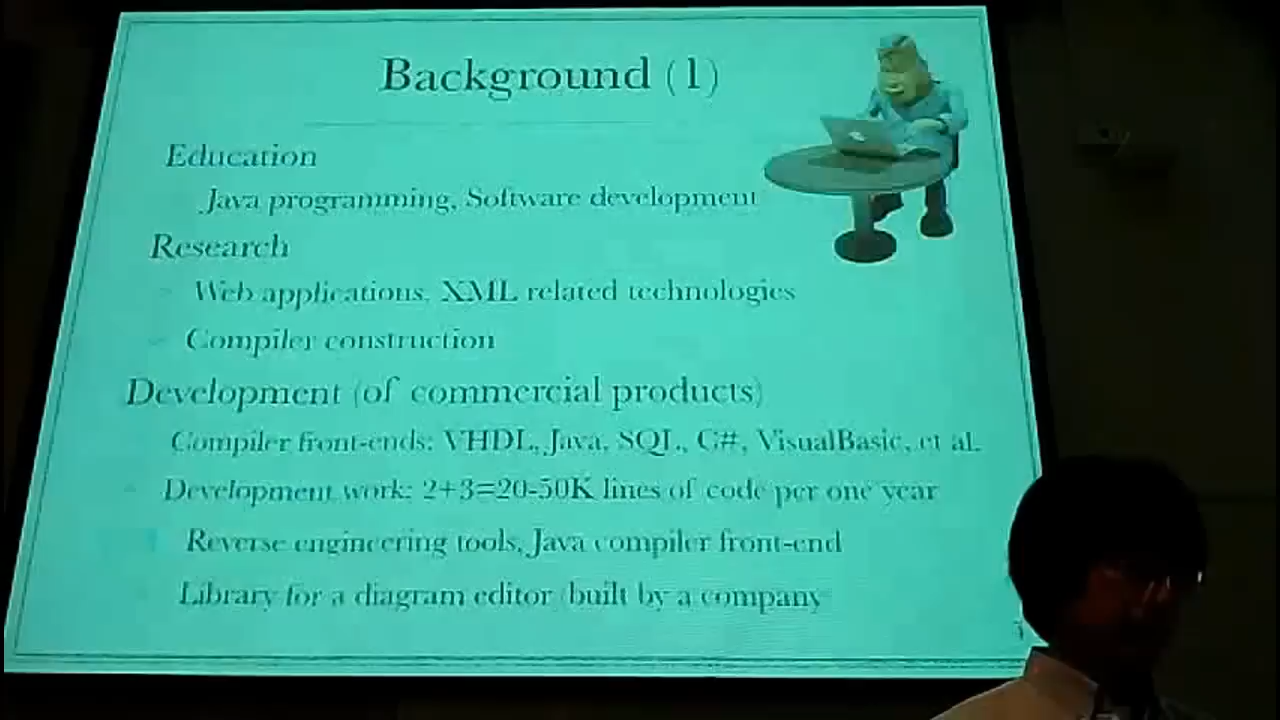 Background (1)
Education
Java programming, Software development
Research
Web applications, XML related technologies
Compiler construction
Development (of commercial products)
Compiler front-ends: VHDL, Java, SQL, C#, VisualBasic, et al.
Development work: 2+3=20-50K lines of code per one year
Reverse engineering tools, Java compiler front-end
Library for a diagram editor (built by a company